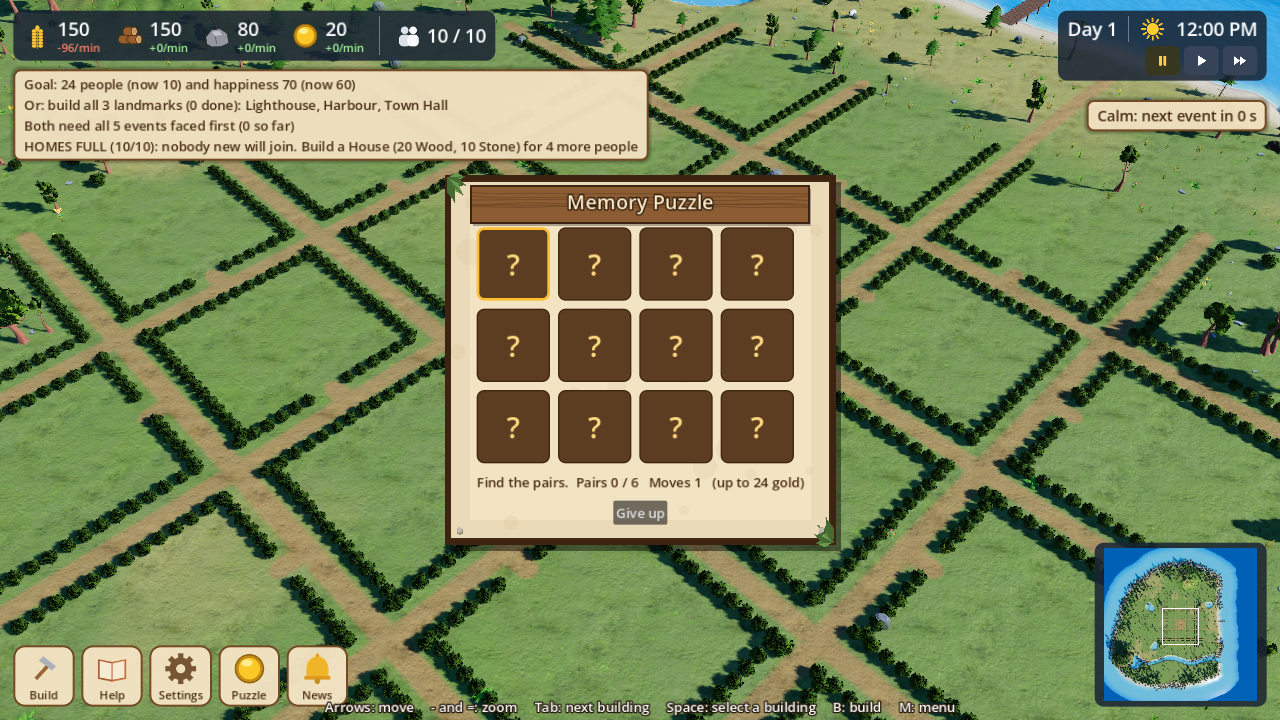 150
-96/min
150
+0/min
80
+0/min
20
+0/min
10 / 10
Day 1
12:00 PM
Goal: 24 people (now 10) and happiness 70 (now 60)
Or: build all 3 landmarks (0 done): Lighthouse, Harbour, Town Hall
Both need all 5 events faced first (0 so far)
HOMES FULL (10/10): nobody new will join. Build a House (20 Wood, 10 Stone) for 4 more people
Calm: next event in 0 s
Memory Puzzle
? ? ? ?
? ? ? ?
? ? ? ?
Find the pairs. Pairs 0 / 6 Moves 1 (up to 24 gold)
Give up
Build
Help
Settings
Puzzle
News
Arrows: move - and =: zoom Tab: next building Space: select a building B: build M: menu